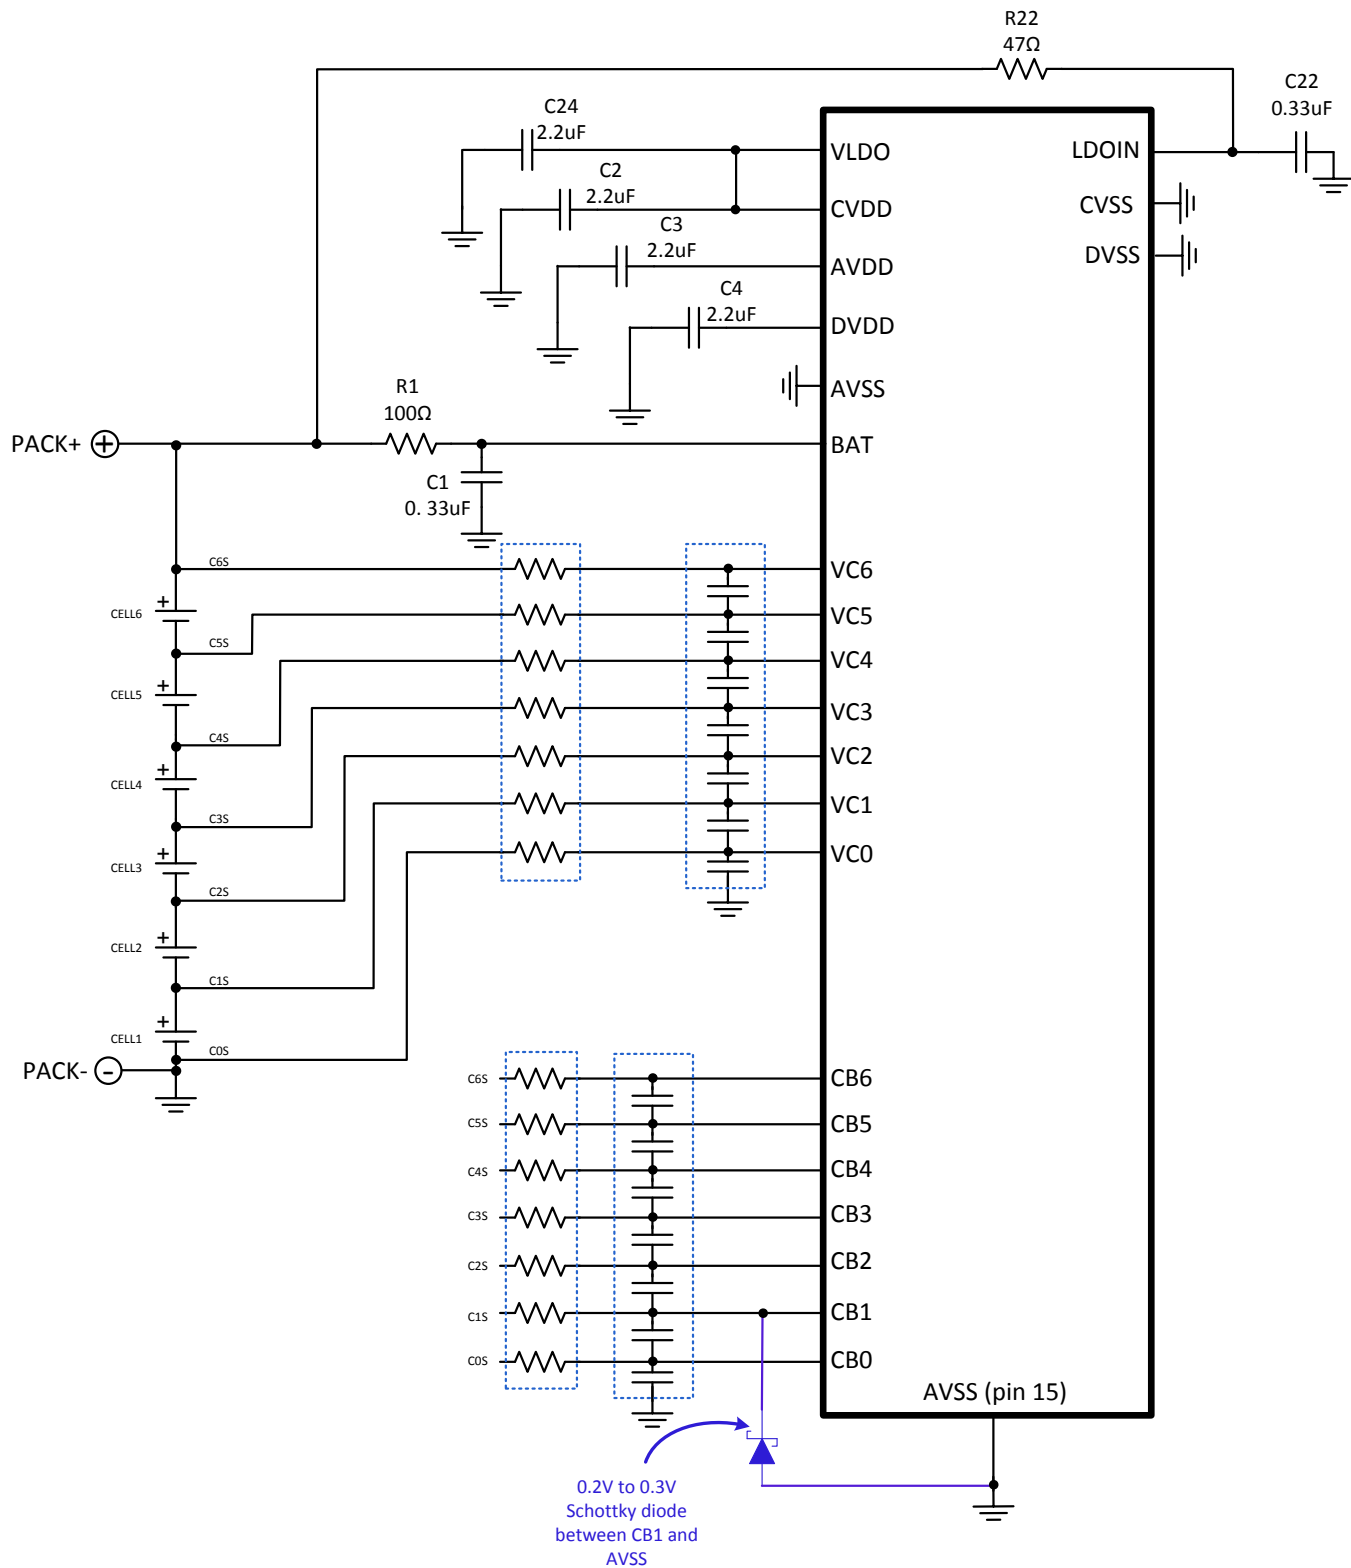 R22
47Ω
C22
0.33uF
C24
2.2uF
VLDO
LDOIN
C2
2.2uF
CVDD
CVSS
C3
2.2uF
AVDD
DVSS
C4
2.2uF
DVDD
AVSS
R1
100Ω
PACK+
+
BAT
C1
0. 33uF
C6S
VC6
CELL6
+
VC5
C5S
VC4
CELL5
+
VC3
C4S
VC2
CELL4
+
VC1
C3S
VC0
CELL3
+
C2S
CELL2
+
C1S
CELL1
+
C0S
PACK-
-
C6S
CB6
C5S
CB5
C4S
CB4
C3S
CB3
C2S
CB2
C1S
CB1
C0S
CB0
AVSS (pin 15)
0.2V to 0.3V
Schottky diode
between CB1 and
AVSS